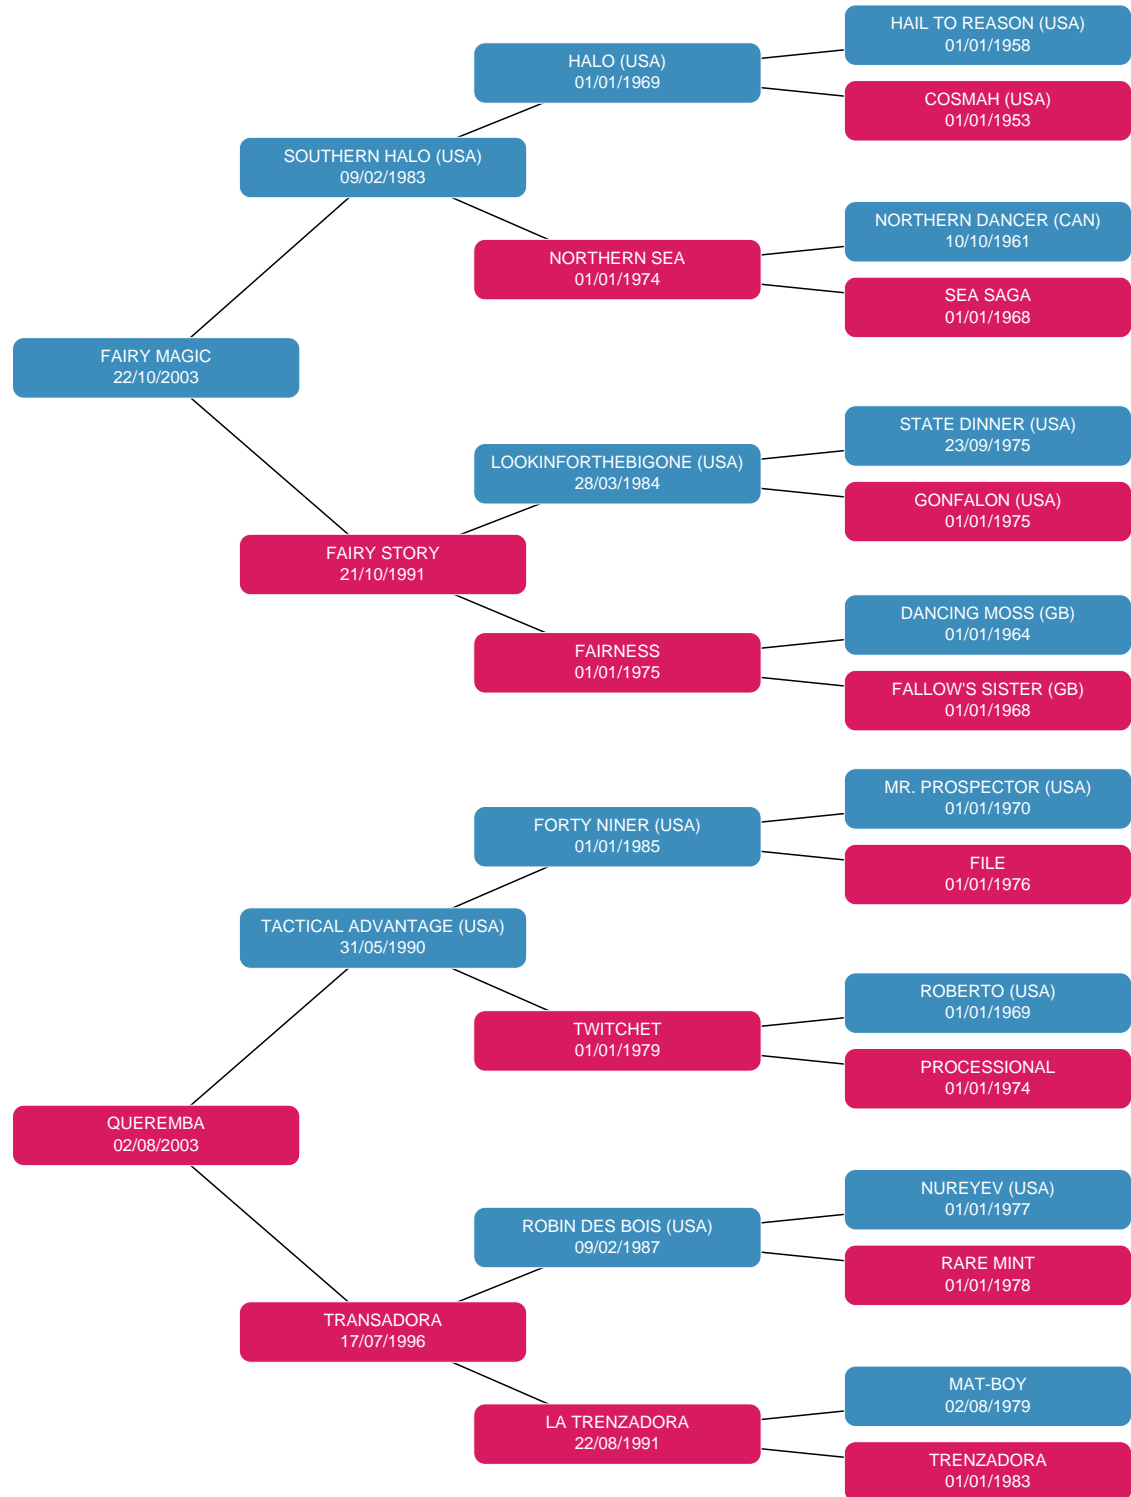 HAIL TO REASON (USA)
01/01/1958
HALO (USA)
01/01/1969
COSMAH (USA)
01/01/1953
SOUTHERN HALO (USA)
09/02/1983
NORTHERN DANCER (CAN)
10/10/1961
NORTHERN SEA
01/01/1974
SEA SAGA
01/01/1968
FAIRY MAGIC
22/10/2003
STATE DINNER (USA)
23/09/1975
LOOKINFORTHEBIGONE (USA)
28/03/1984
GONFALON (USA)
01/01/1975
FAIRY STORY
21/10/1991
DANCING MOSS (GB)
01/01/1964
FAIRNESS
01/01/1975
FALLOW'S SISTER (GB)
01/01/1968
MR. PROSPECTOR (USA)
01/01/1970
FORTY NINER (USA)
01/01/1985
FILE
01/01/1976
TACTICAL ADVANTAGE (USA)
31/05/1990
ROBERTO (USA)
01/01/1969
TWITCHET
01/01/1979
PROCESSIONAL
01/01/1974
QUEREMBA
02/08/2003
NUREYEV (USA)
01/01/1977
ROBIN DES BOIS (USA)
09/02/1987
RARE MINT
01/01/1978
TRANSADORA
17/07/1996
MAT-BOY
02/08/1979
LA TRENZADORA
22/08/1991
TRENZADORA
01/01/1983